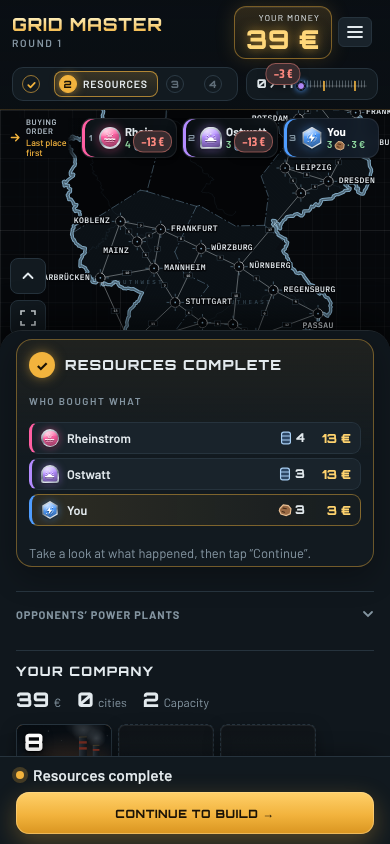 GRID MASTER
ROUND 1
YOUR MONEY
39 €
2 RESOURCES
3
4
-3 €
BUYING
ORDER
Last place
first
1
4
-13 €
2
3
-13 €
3
You
3 · 3 €
LEIPZIG
DRESDEN
KOBLENZ
FRANKFURT
MAINZ
WÜRZBURG
MANNHEIM
NÜRNBERG
ARBRÜCKEN
REGENSBURG
STUTTGART
PASSAU
RESOURCES COMPLETE
WHO BOUGHT WHAT
Rheinstrom 4 13 €
Ostwatt 3 13 €
You 3 3 €
Take a look at what happened, then tap “Continue”.
OPPONENTS’ POWER PLANTS
YOUR COMPANY
39 € 0 cities 2 Capacity
8
Resources complete
CONTINUE TO BUILD →